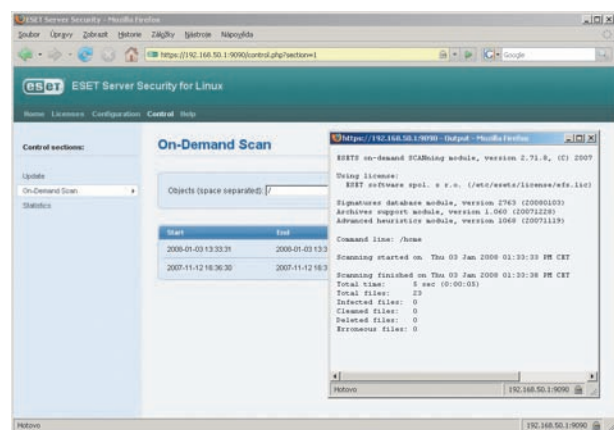 ESET Server Security - Mozilla Firefox
Soubor Úpravy Zobrazit Historie Záložky Nástroje Nápověda
https://192.168.50.1:9090/control.php?section=1
Google
eset ESET Server Security for Linux
Home Licenses Configuration Control Help
Control sections:
Update
On-Demand Scan
Statistics
On-Demand Scan
Objects (space separated): /
Start End
2008-01-03 13:33:31 2008-01-03 13:3
2007-11-12 18:36:30 2007-11-12 18:3
https://192.168.50.1:9090 - Output - Mozilla Firefox
ESETS on-demand SCANning module, version 2.71.8, (C) 2007
Using license:
ESET software spol. s r.o. (/etc/esets/license/efs.lic)
Signatures database module, version 2763 (20080103)
Archives support module, version 1.060 (20071228)
Advanced heuristics module, version 1068 (20071119)
Command line: /home
Scanning started on Thu 03 Jan 2008 01:33:33 PM CET
Scanning finished on Thu 03 Jan 2008 01:33:38 PM CET
Total time: 5 sec (0:00:05)
Total files: 23
Infected files: 0
Cleaned files: 0
Deleted files: 0
Erroneous files: 0
Hotovo 192.168.50.1:9090
Hotovo 192.168.50.1:9090